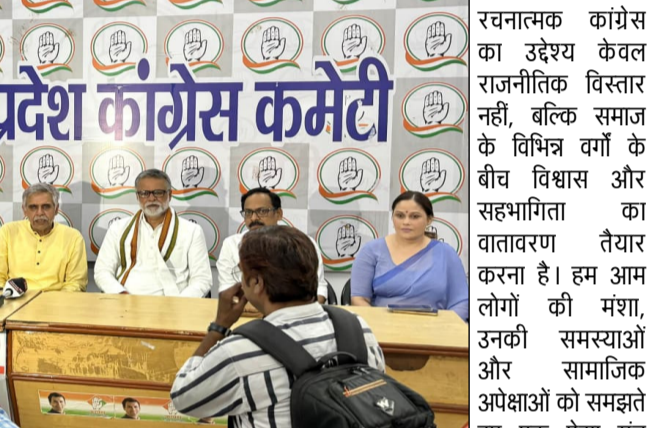 प्रदेश कांग्रेस कमेटी
रचनात्मक कांग्रेस
का उद्देश्य केवल
राजनीतिक विस्तार
नहीं, बल्कि समाज
के विभिन्न वर्गों के
बीच विश्वास और
सहभागिता का
वातावरण तैयार
करना है। हम आम
लोगों की मंशा,
उनकी समस्याओं
और सामाजिक
अपेक्षाओं को समझते